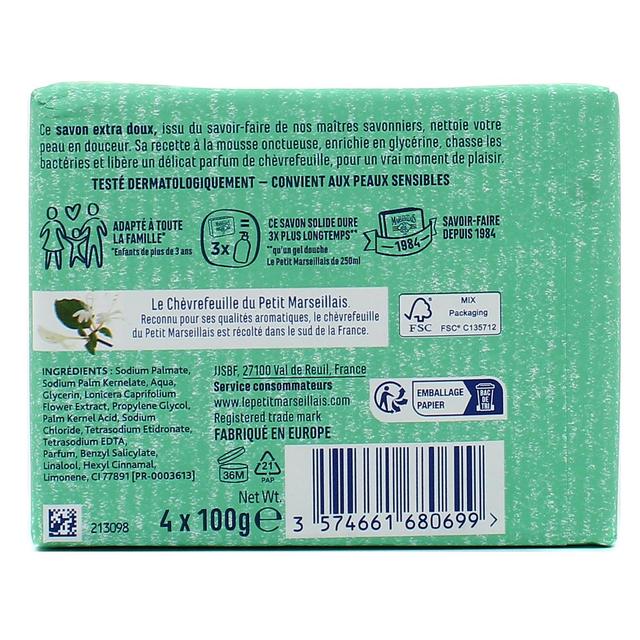 Ce savon extra doux, issu du savoir-faire de nos maîtres savonniers, nettoie votre
peau en douceur. Sa recette à la mousse onctueuse, enrichie en glycérine, chasse les
bactéries et libère un délicat parfum de chèvrefeuille, pour un vrai moment de plaisir.
TESTÉ DERMATOLOGIQUEMENT – CONVIENT AUX PEAUX SENSIBLES
ADAPTÉ À TOUTE
LA FAMILLE*
*Enfants de plus de 3 ans
3x
CE SAVON SOLIDE DURE
3X PLUS LONGTEMPS**
**qu'un gel douche
Le Petit Marseillais de 250ml
1984
SAVOIR-FAIRE
DEPUIS 1984
Le Chèvrefeuille du Petit Marseillais.
Reconnu pour ses qualités aromatiques, le chèvrefeuille
du Petit Marseillais est récolté dans le sud de la France.
FSC
MIX
Packaging
FSC® C135712
INGRÉDIENTS : Sodium Palmate,
Sodium Palm Kernelate, Aqua,
Glycerin, Lonicera Caprifolium
Flower Extract, Propylene Glycol,
Palm Kernel Acid, Sodium
Chloride, Tetrasodium Etidronate,
Tetrasodium EDTA,
Parfum, Benzyl Salicylate,
Linalool, Hexyl Cinnamal,
Limonene, CI 77891 [PR-0003613]
JJSBF, 27100 Val de Reuil, France
Service consommateurs
www.lepetitmarseillais.com
Registered trade mark
FABRIQUÉ EN EUROPE
EMBALLAGE
PAPIER
BAC
DE TRI
36M
21
PAP
Net Wt.
4 x 100g e
3 574661 680699 >
213098